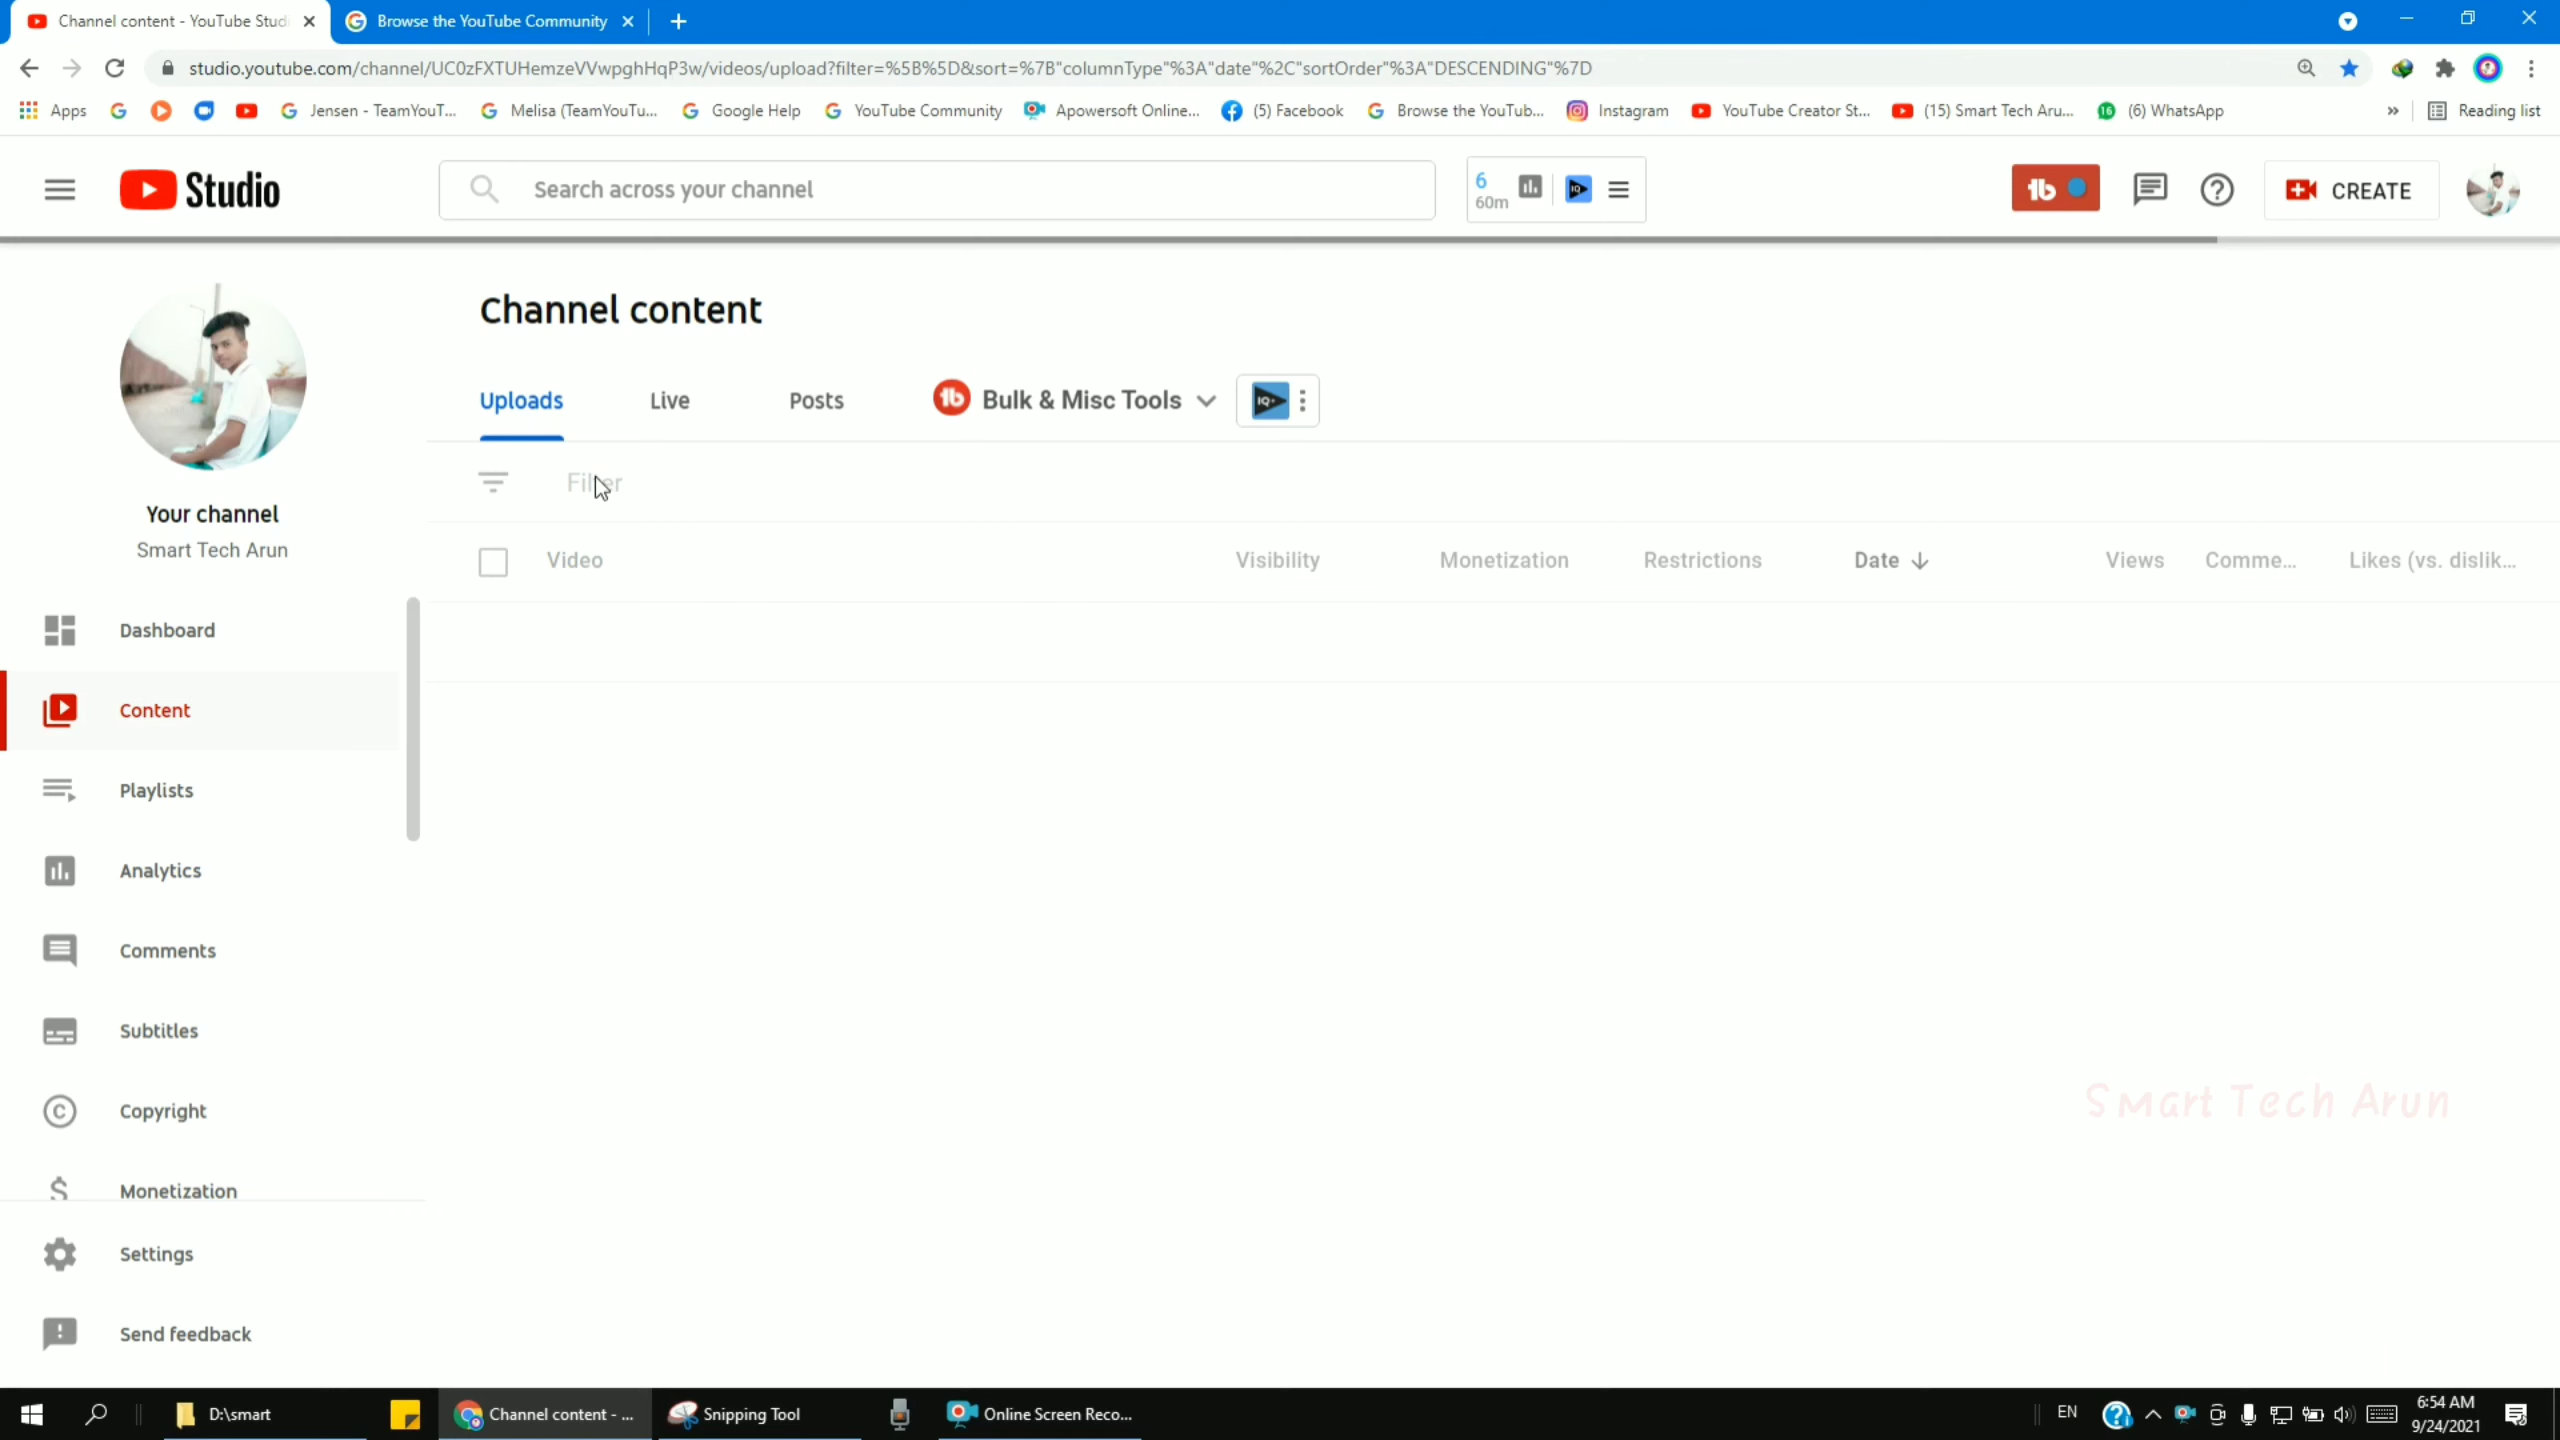 Channel content - YouTube Studi
Browse the YouTube Community
studio.youtube.com/channel/UC0zFXTUHemzeVVwpghHqP3w/videos/upload?filter=%5B%5D&sort=%7B"columnType"%3A"date"%2C"sortOrder"%3A"DESCENDING"%7D
Apps
Jensen - TeamYouT...
Melisa (TeamYouTu...
Google Help
YouTube Community
Apowersoft Online...
(5) Facebook
Browse the YouTub...
Instagram
YouTube Creator St...
(15) Smart Tech Aru...
16
(6) WhatsApp
»
Reading list
Studio
Search across your channel
6
60m
IQ
tb
CREATE
Channel content
Uploads
Live
Posts
tb
Bulk & Misc Tools
IQ
Filter
Video
Visibility
Monetization
Restrictions
Date
Views
Comme...
Likes (vs. dislik...
Your channel
Smart Tech Arun
Dashboard
Content
Playlists
Analytics
Comments
Subtitles
Copyright
Monetization
Settings
Send feedback
Smart Tech Arun
D:\smart
Channel content - ...
Snipping Tool
Online Screen Reco...
EN
6:54 AM
9/24/2021